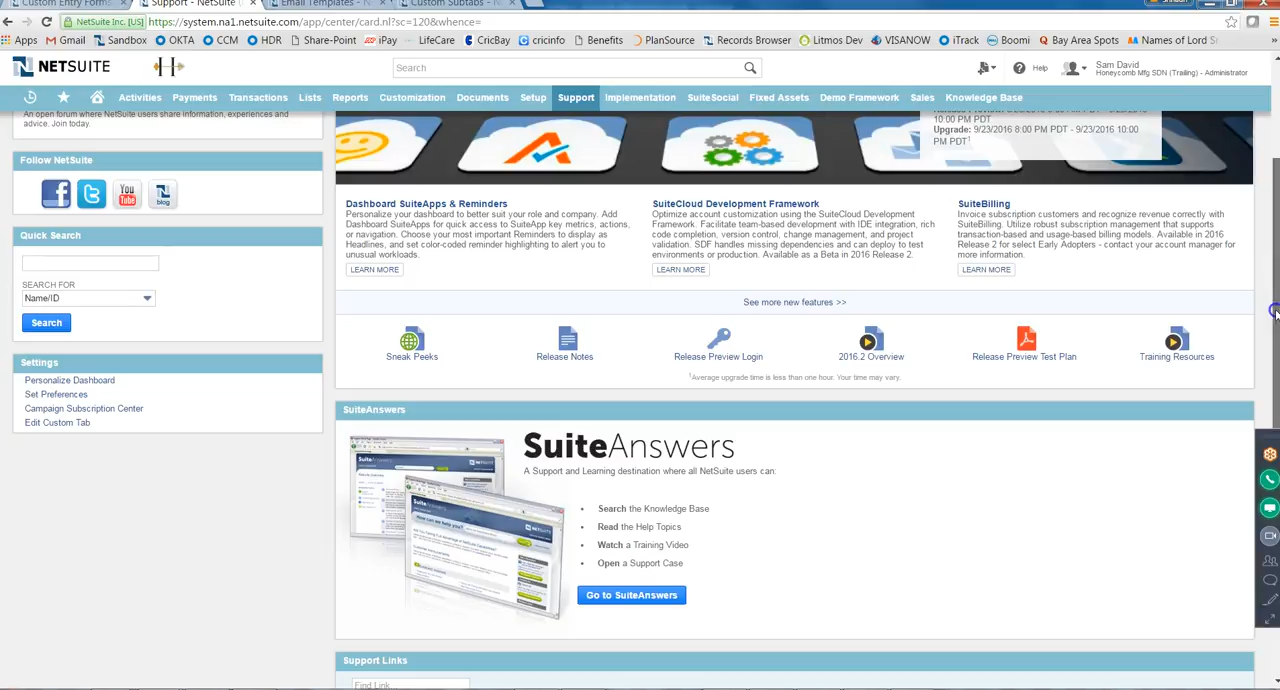 Custom Entry Forms
Support - NetSuite (
Email Templates -
Custom Subtabs -
NetSuite Inc. [US]
https://system.na1.netsuite.com/app/center/card.nl?sc=120&whence=
Apps
Gmail
Sandbox
OKTA
CCM
HDR
Share-Point
iPay
LifeCare
CricBay
cricinfo
Benefits
PlanSource
Records Browser
Litmos Dev
VISANOW
iTrack
Boomi
Bay Area Spots
Names of Lord
NETSUITE
Search
Help
Sam David
Honeycomb Mfg SDN (Trailing) - Administrator
Activities Payments Transactions Lists Reports Customization Documents Setup Support Implementation SuiteSocial Fixed Assets Demo Framework Sales Knowledge Base
An open forum where NetSuite users share information, experiences and
advice. Join today.
10:00 PM PDT
Upgrade: 9/23/2016 8:00 PM PDT - 9/23/2016 10:00
PM PDT1
Follow NetSuite
You
Tube
blog
Quick Search
SEARCH FOR
Name/ID
Search
Settings
Personalize Dashboard
Set Preferences
Campaign Subscription Center
Edit Custom Tab
Dashboard SuiteApps & Reminders
Personalize your dashboard to better suit your role and company. Add
Dashboard SuiteApps for quick access to SuiteApp key metrics, actions,
or navigation. Choose your most important Reminders to display as
Headlines, and set color-coded reminder highlighting to alert you to
unusual workloads.
LEARN MORE
SuiteCloud Development Framework
Optimize account customization using the SuiteCloud Development
Framework. Facilitate team-based development with IDE integration, rich
code completion, version control, change management, and project
validation. SDF handles missing dependencies and can deploy to test
environments or production. Available as a Beta in 2016 Release 2.
LEARN MORE
SuiteBilling
Invoice subscription customers and recognize revenue correctly with
SuiteBilling. Utilize robust subscription management that supports
transaction-based and usage-based billing models. Available in 2016
Release 2 for select Early Adopters - contact your account manager for
more information.
LEARN MORE
See more new features >>
Sneak Peeks
Release Notes
Release Preview Login
2016.2 Overview
Release Preview Test Plan
Training Resources
1Average upgrade time is less than one hour. Your time may vary.
SuiteAnswers
SuiteAnswers
A Support and Learning destination where all NetSuite users can:
• Search the Knowledge Base
• Read the Help Topics
• Watch a Training Video
• Open a Support Case
Go to SuiteAnswers
Support Links
Find Link